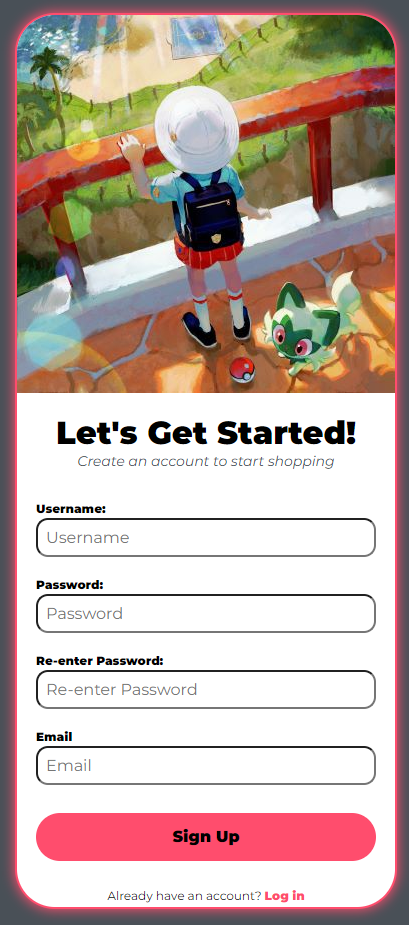 Let's Get Started!
Create an account to start shopping
Username:
Username
Password:
Password
Re-enter Password:
Re-enter Password
Email
Email
Sign Up
Already have an account? Log in